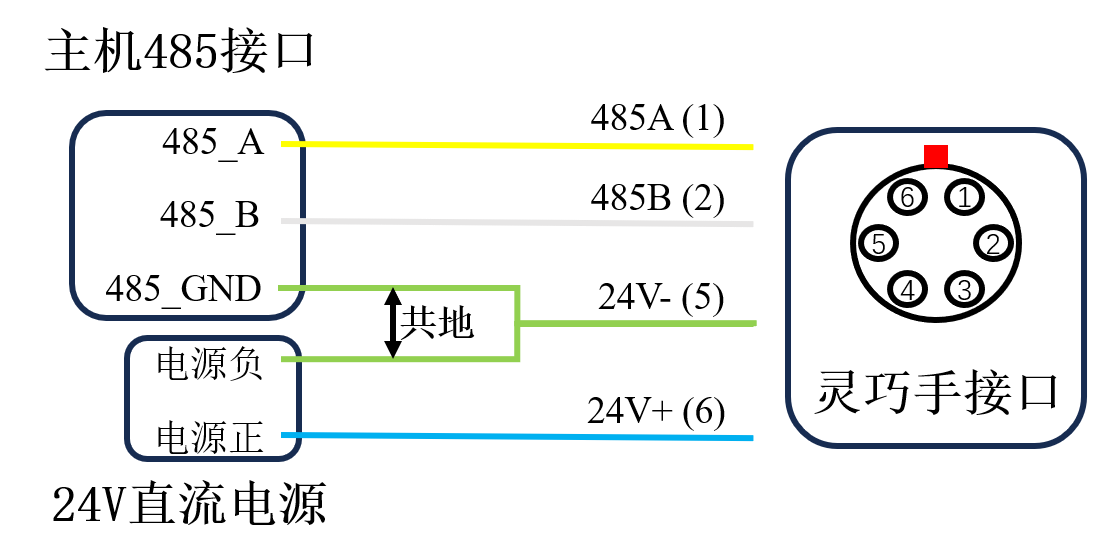 主机485接口
485_A
485A (1)
485_B
485B (2)
485_GND
共地
24V- (5)
电源负
电源正
24V+ (6)
24V直流电源
6
1
5
2
4
3
灵巧手接口